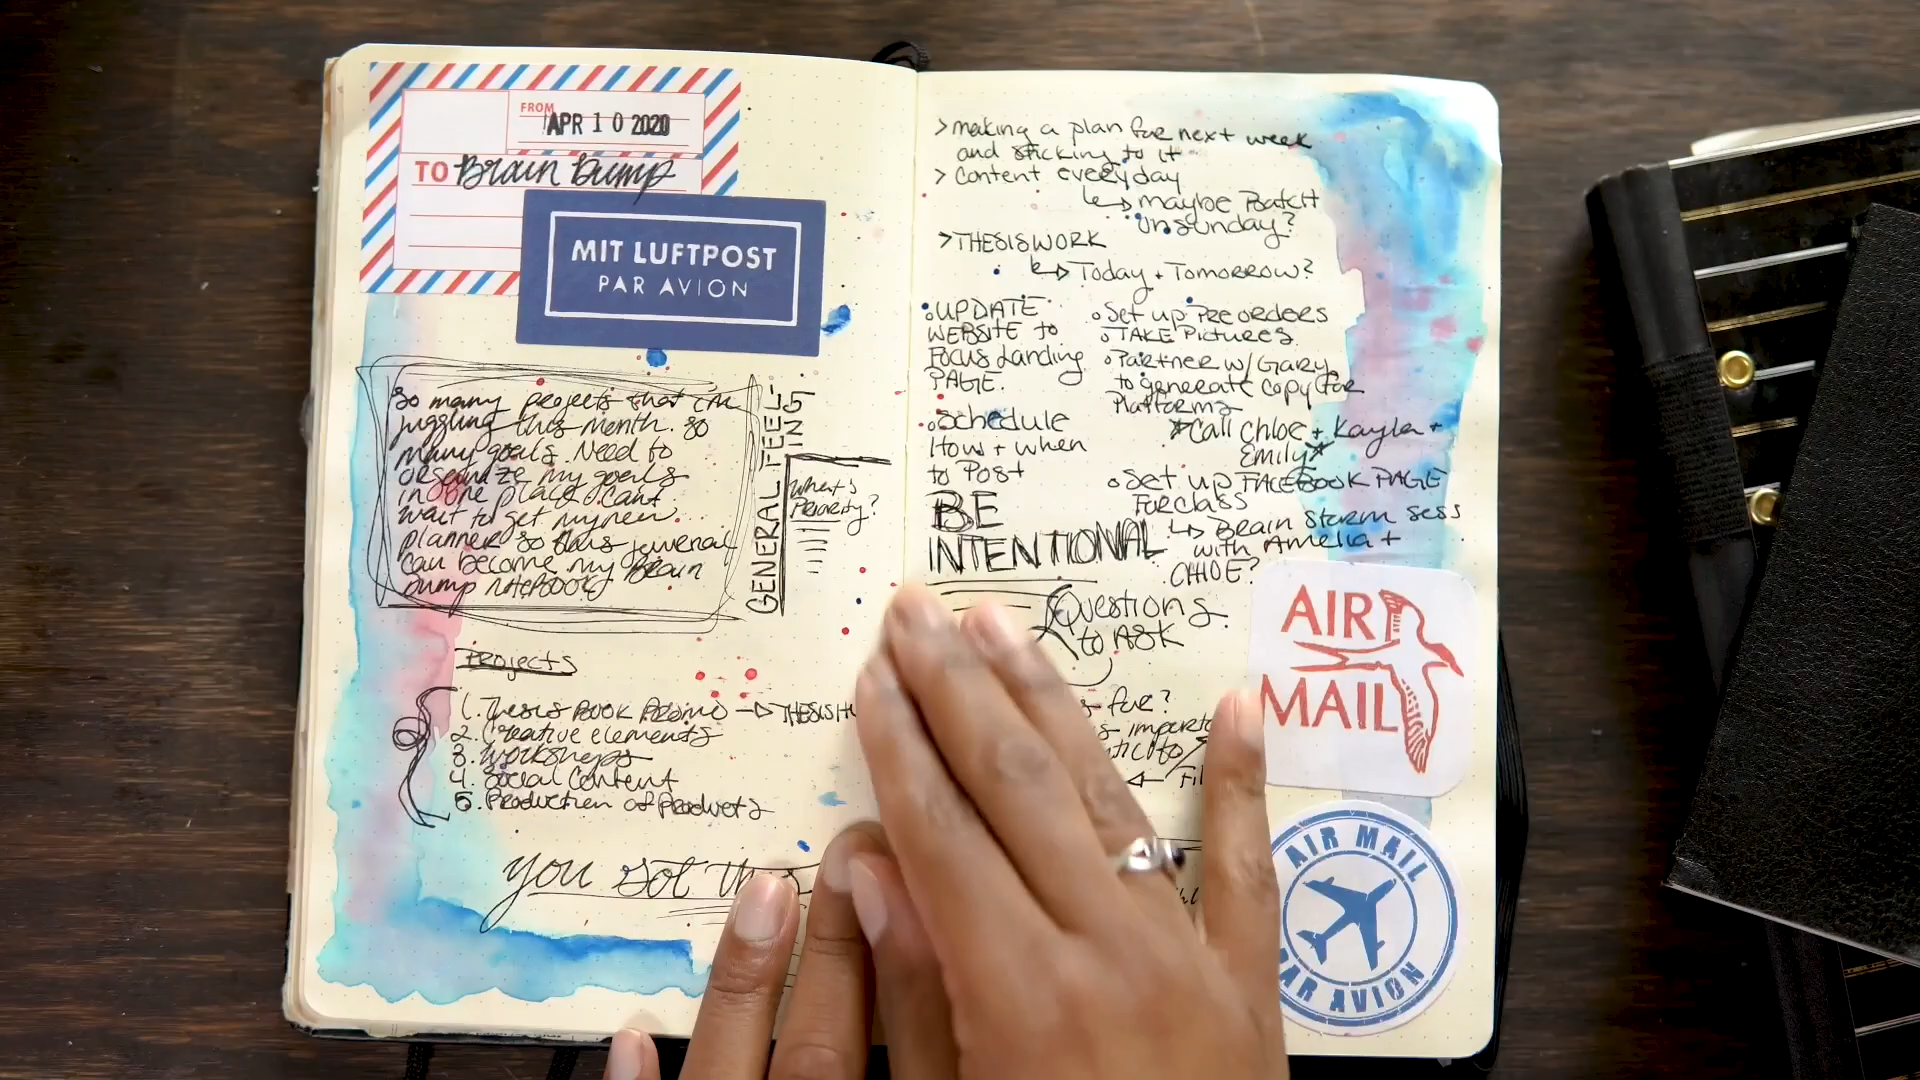 FROM
APR 10 2020
TO Brain Dump
MIT LUFTPOST
PAR AVION
So many projects that I'm
juggling this month. So
many goals. Need to
organize my goals
in one place. Can't
wait to get my new
planner so this journal
can become my Brain
Dump notebook
GENERAL FEEL-
INS
What's
Priority?
Projects
1. Thesis Book Promo → THESIS
2. Creative elements
3. Workshops
4. Social Content
5. Production of Products
you got this
> making a plan for next week
and sticking to it
> content everyday
↳ maybe Batch
on Sunday?
> THESIS WORK
↳ Today + Tomorrow?
UPDATE
WEBSITE to
Focus Landing
PAGE.
Schedule
How + when
to Post
Set up Preorders
TAKE Pictures
Partner w/ Gary
to generate copy for
Platforms
*Call Chloe + Kayla +
Emily*
Set up FACEBOOK PAGE
For class
↳ Brain storm sess
with Amelia +
CHLOE?
BE
INTENTIONAL
Questions
to ASK
for?
AIR
MAIL
AIR MAIL
PAR AVION